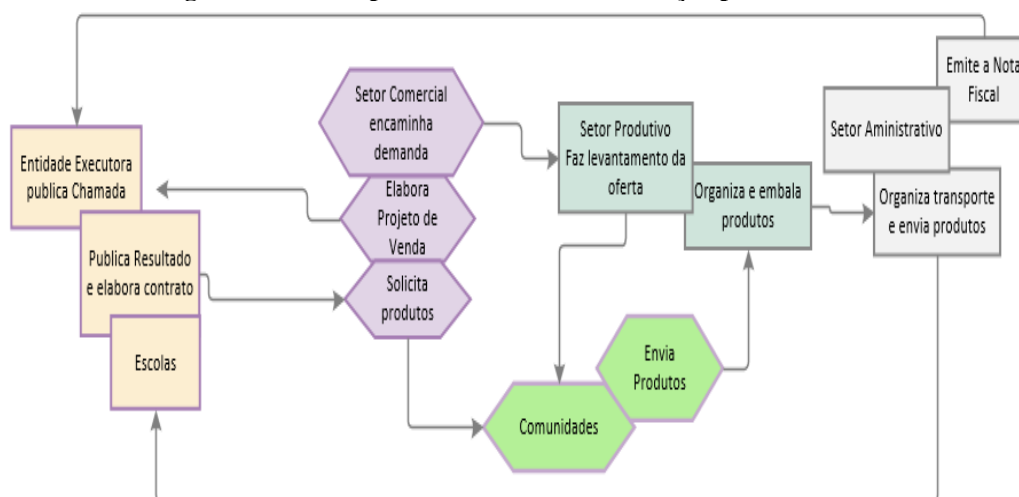 Emite a Nota
Fiscal
Setor Comercial
encaminha
demanda
Setor Produtivo
Faz levantamento da
oferta
Setor Aministrativo
Entidade Executora
publica Chamada
Elabora
Projeto de
Venda
Organiza e embala
produtos
Organiza transporte
e envia produtos
Publica Resultado
e elabora contrato
Solicita
produtos
Escolas
Envia
Produtos
Comunidades